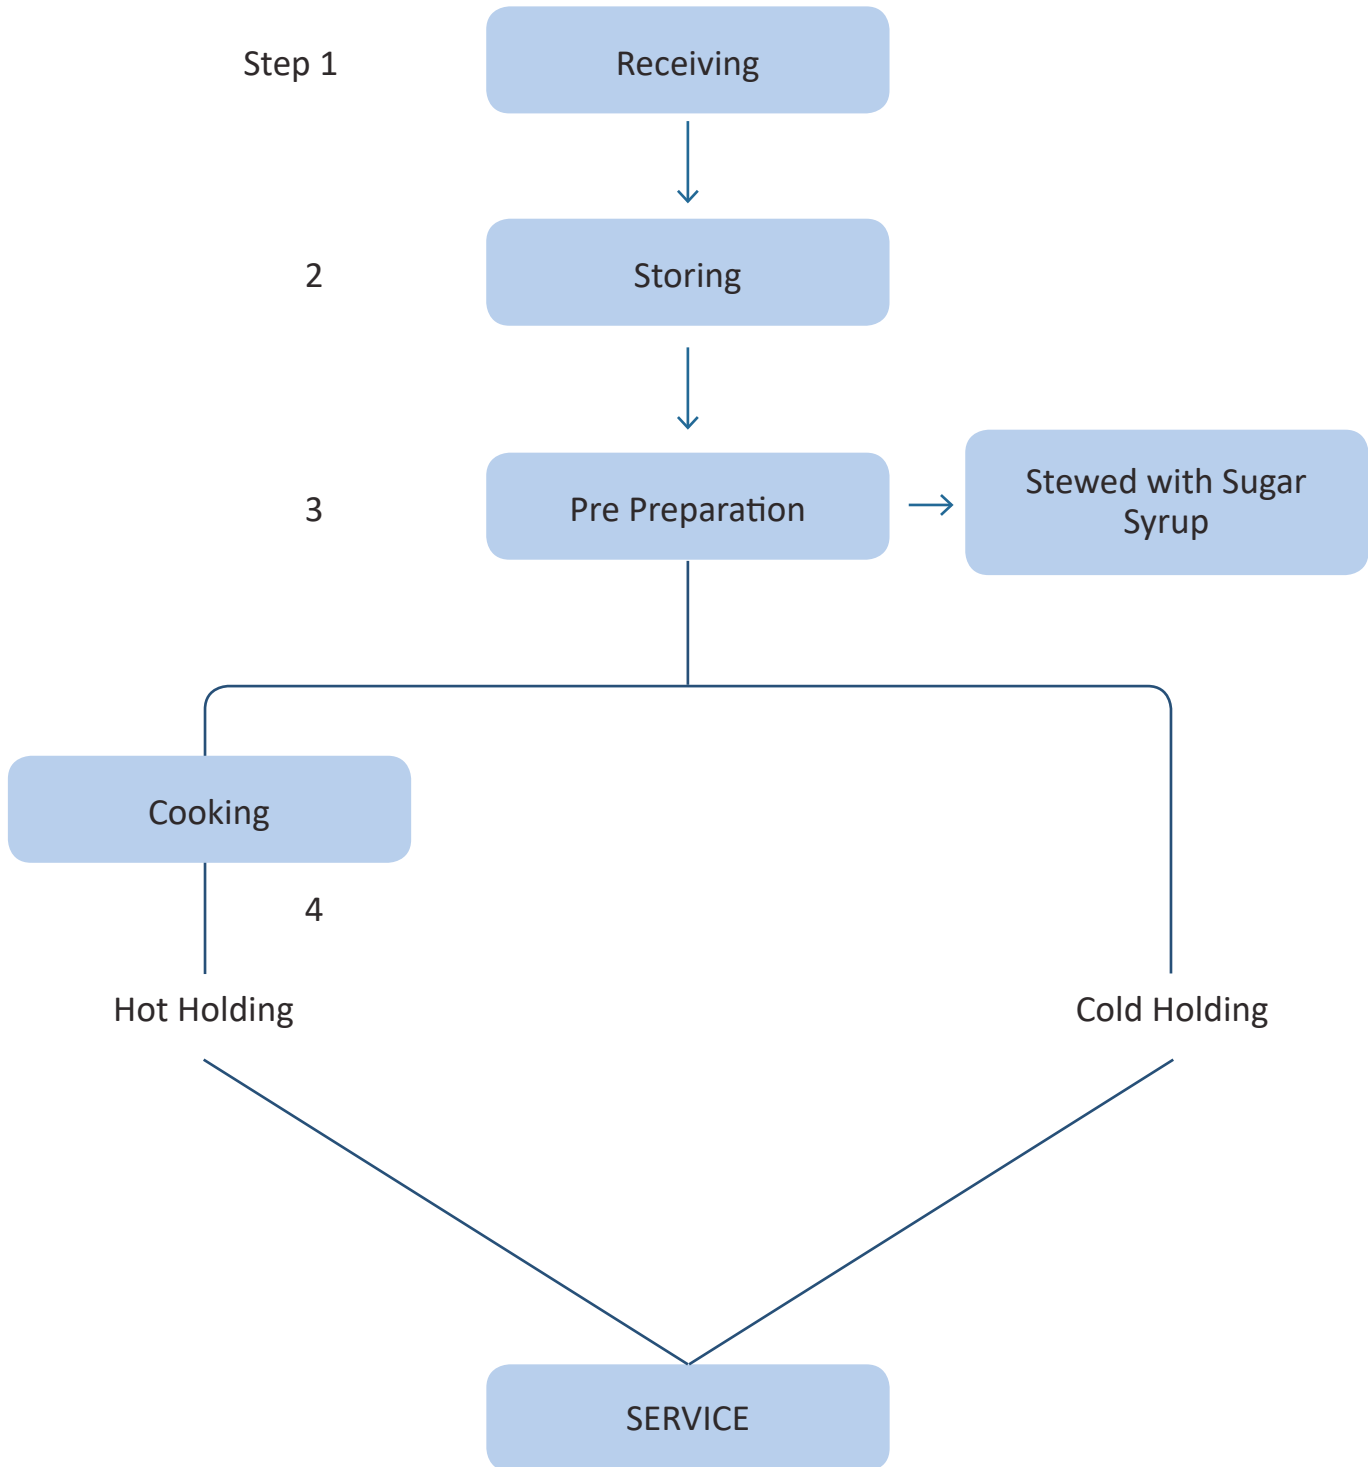 Step 1
Receiving
2
Storing
3
Pre Preparation
Stewed with Sugar
Syrup
Cooking
4
Hot Holding
Cold Holding
SERVICE